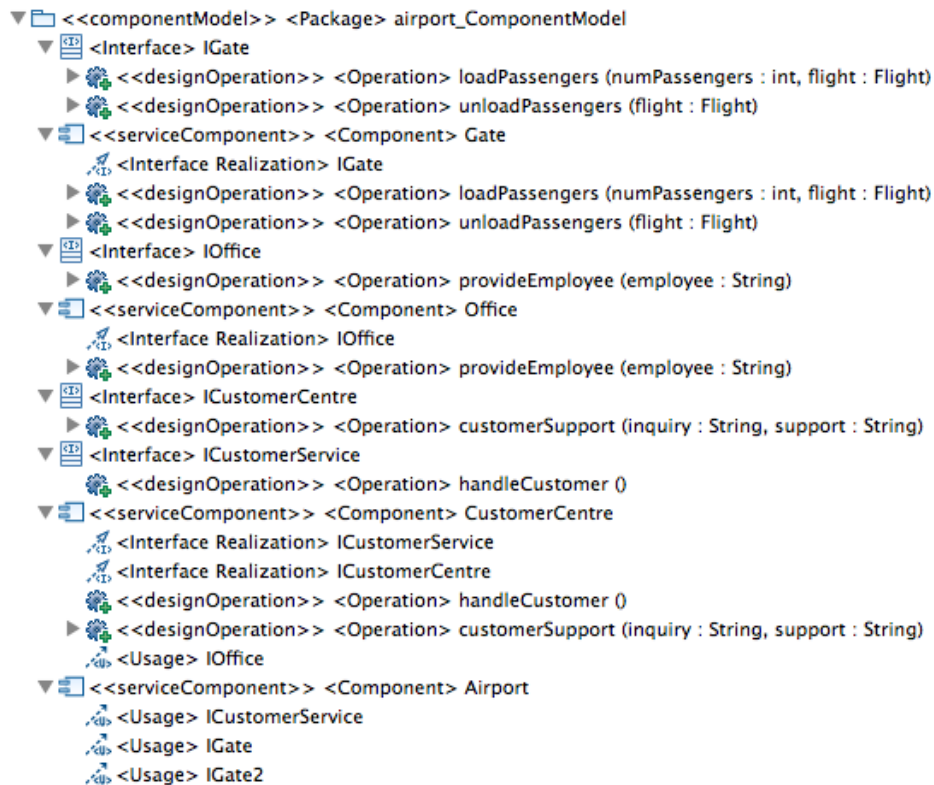 <<componentModel>> <Package> airport_ComponentModel
<Interface> IGate
<<designOperation>> <Operation> loadPassengers (numPassengers : int, flight : Flight)
<<designOperation>> <Operation> unloadPassengers (flight : Flight)
<<serviceComponent>> <Component> Gate
<Interface Realization> IGate
<<designOperation>> <Operation> loadPassengers (numPassengers : int, flight : Flight)
<<designOperation>> <Operation> unloadPassengers (flight : Flight)
<Interface> IOffice
<<designOperation>> <Operation> provideEmployee (employee : String)
<<serviceComponent>> <Component> Office
<Interface Realization> IOffice
<<designOperation>> <Operation> provideEmployee (employee : String)
<Interface> ICustomerCentre
<<designOperation>> <Operation> customerSupport (inquiry : String, support : String)
<Interface> ICustomerService
<<designOperation>> <Operation> handleCustomer ()
<<serviceComponent>> <Component> CustomerCentre
<Interface Realization> ICustomerService
<Interface Realization> ICustomerCentre
<<designOperation>> <Operation> handleCustomer ()
<<designOperation>> <Operation> customerSupport (inquiry : String, support : String)
<Usage> IOffice
<<serviceComponent>> <Component> Airport
<Usage> ICustomerService
<Usage> IGate
<Usage> IGate2